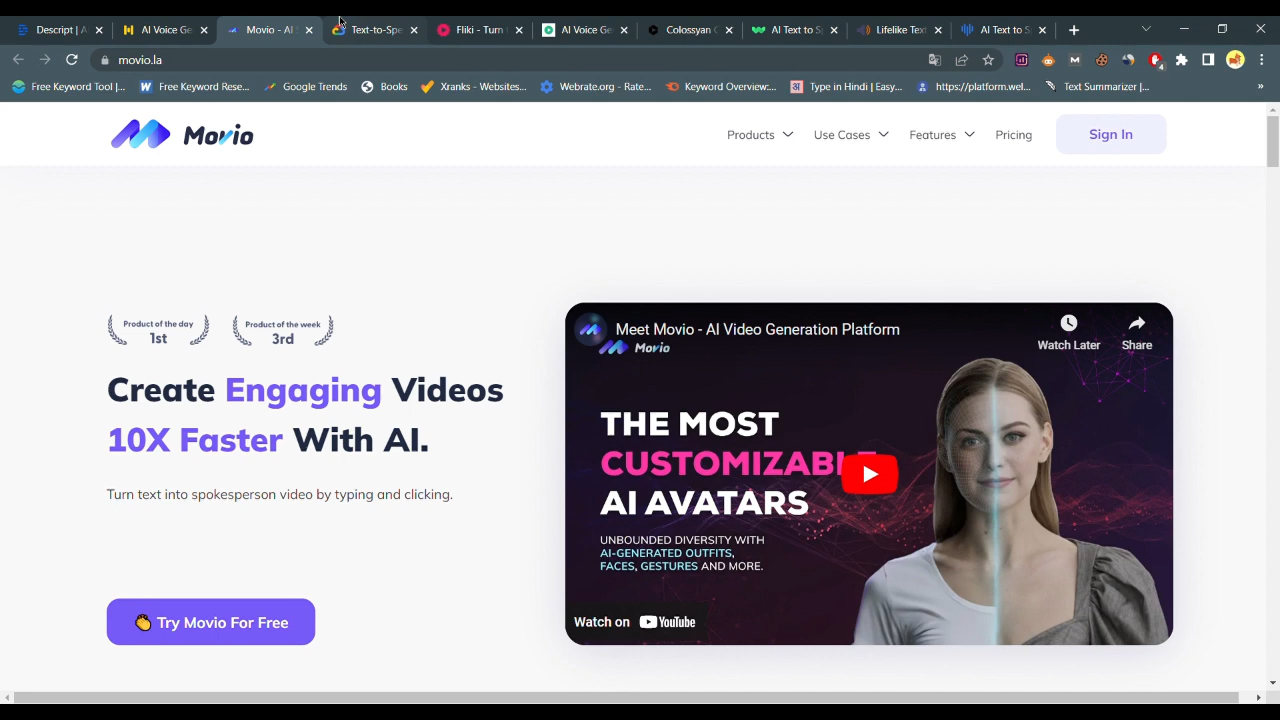 Descript | A
AI Voice Ge
Movio - AI
Text-to-Spe
Fliki - Turn
AI Voice Ge
Colossyan
AI Text to Sp
Lifelike Text
AI Text to S
movio.la
4
Free Keyword Tool |...
Free Keyword Rese...
Google Trends
Books
Xranks - Websites...
Webrate.org - Rate...
Keyword Overview:...
Type in Hindi | Easy...
https://platform.wel...
Text Summarizer |...
»
Movio
Products
Use Cases
Features
Pricing
Sign In
Product of the day
1st
Product of the week
3rd
Create Engaging Videos
10X Faster With AI.
Turn text into spokesperson video by typing and clicking.
👏 Try Movio For Free
Meet Movio - AI Video Generation Platform
Movio
Watch Later
Share
THE MOST
CUSTOMIZABLE
AI AVATARS
UNBOUNDED DIVERSITY WITH
AI-GENERATED OUTFITS,
FACES, GESTURES AND MORE.
Watch on YouTube